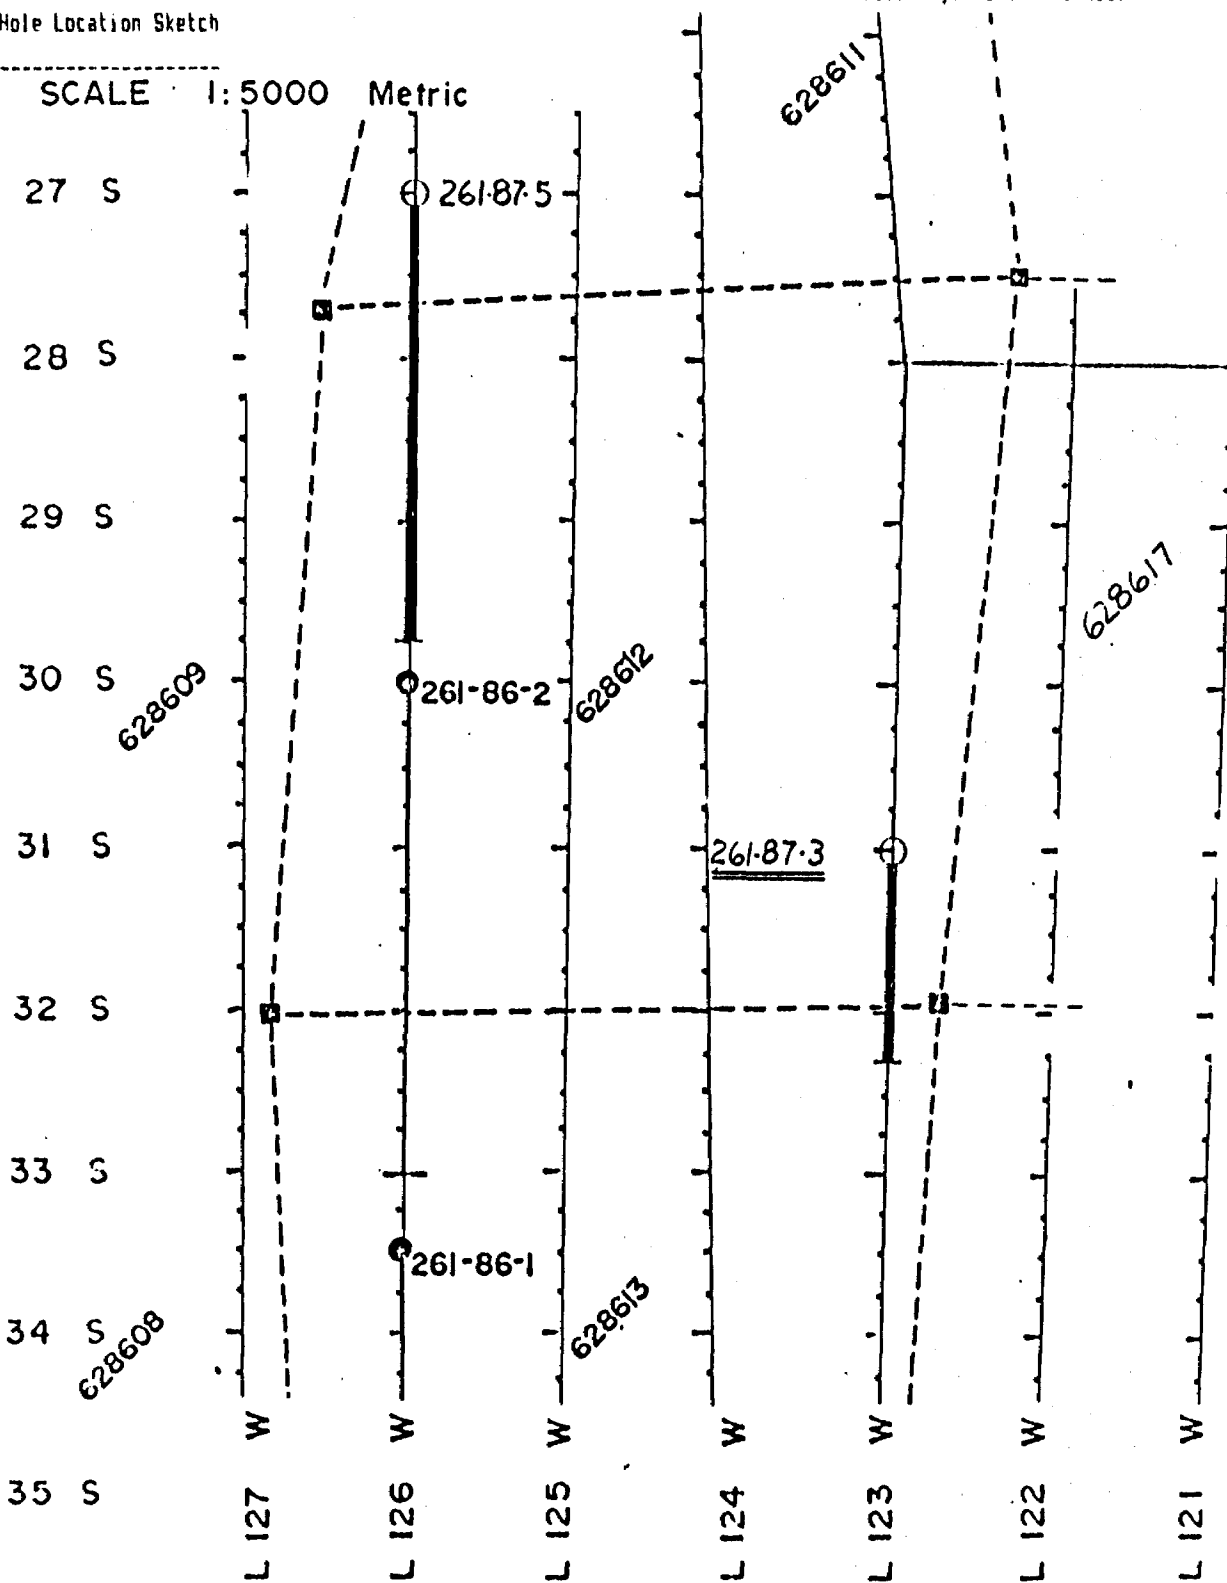 Hole Location Sketch
SCALE 1:5000 Metric
628611
27 S
261·87·5
28 S
29 S
628617
30 S
628609
261-86-2
628612
31 S
261·87·3
32 S
33 S
261-86-1
34 S
628608
628613
35 S
L 127 W
L 126 W
L 125 W
L 124 W
L 123 W
L 122 W
L 121 W